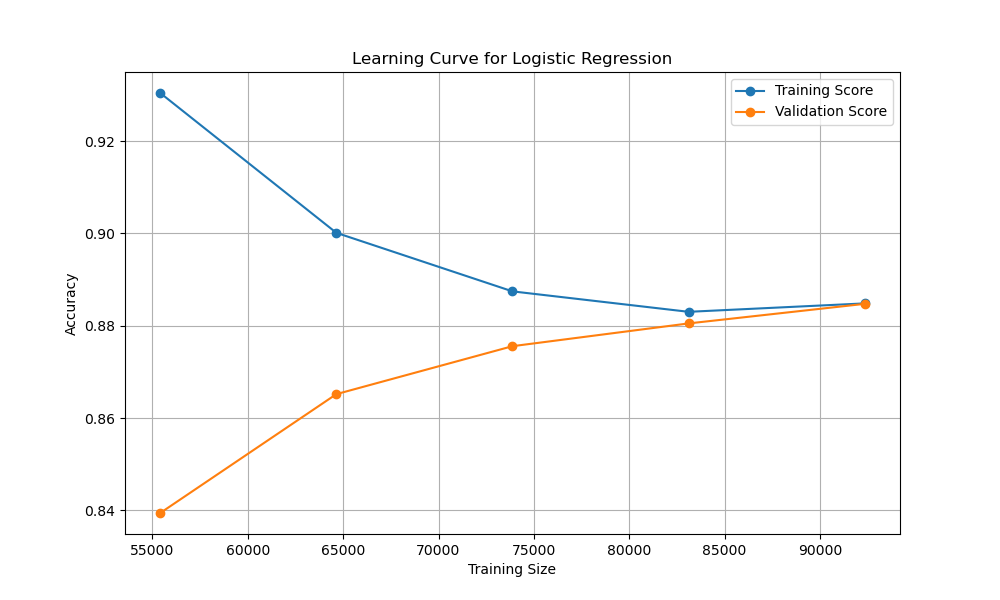 Learning Curve for Logistic Regression
Training Score
Validation Score
0.92
0.90
0.88
0.86
0.84
Accuracy
55000 60000 65000 70000 75000 80000 85000 90000
Training Size